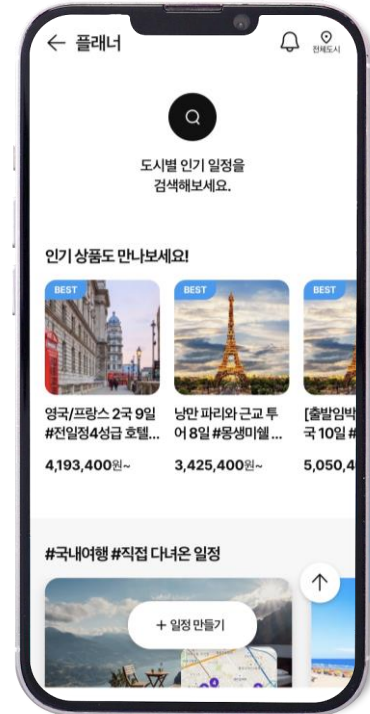 플래너
전체도시
도시별 인기 일정을
검색해보세요.
인기 상품도 만나보세요!
BEST
BEST
BEST
영국/프랑스 2국 9일
#전일정4성급 호텔...
4,193,400원~
낭만 파리와 근교 투
어 8일 #몽생미쉘 ...
3,425,400원~
[출발임박
국 10일 #
5,050,4
#국내여행 #직접 다녀온 일정
+ 일정 만들기